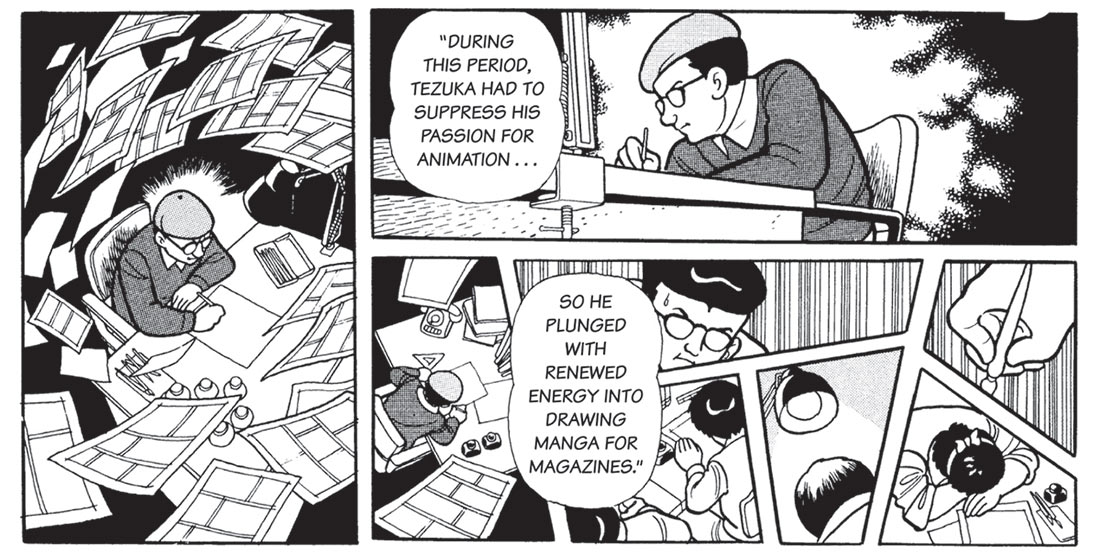 "DURING
THIS PERIOD,
TEZUKA HAD TO
SUPPRESS HIS
PASSION FOR
ANIMATION . . .
SO HE
PLUNGED
WITH
RENEWED
ENERGY INTO
DRAWING
MANGA FOR
MAGAZINES."